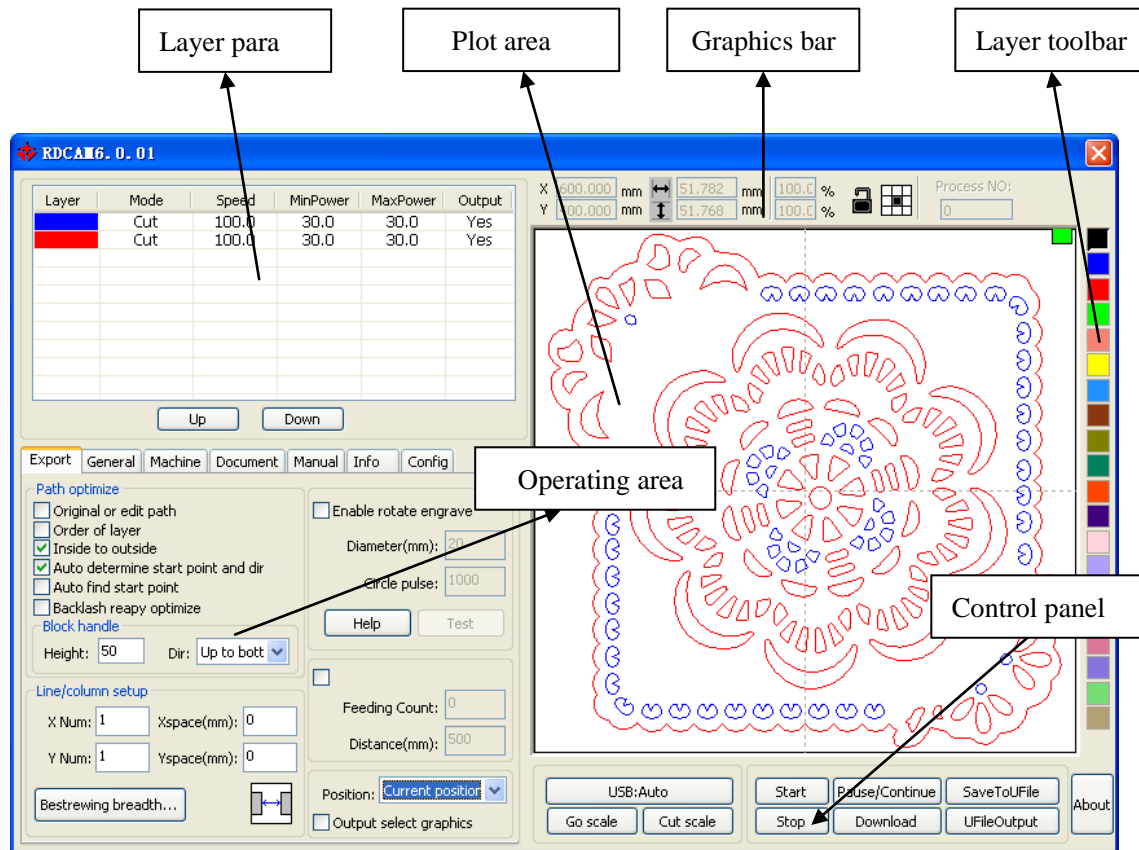 Layer para
Plot area
Graphics bar
Layer toolbar
RDCAM6.0.01
Layer Mode Speed MinPower MaxPower Output
Cut 100.0 30.0 30.0 Yes
Cut 100.0 30.0 30.0 Yes
Up Down
X 600.000 mm 51.782 mm 100.0 % Process NO:
Y 400.000 mm 51.768 mm 100.0 % 0
Export General Machine Document Manual Info Config
Operating area
Path optimize
Original or edit path
Order of layer
Inside to outside
Auto determine start point and dir
Auto find start point
Backlash reapy optimize
Block handle
Height: 50 Dir: Up to bott
Line/column setup
X Num: 1 Xspace(mm): 0
Y Num: 1 Yspace(mm): 0
Bestrewing breadth...
Enable rotate engrave
Diameter(mm): 20
Circle pulse: 1000
Help Test
Feeding Count: 0
Distance(mm): 500
Position: Current position
Output select graphics
Control panel
USB:Auto
Go scale Cut scale
Start Pause/Continue SaveToUFile
Stop Download UFileOutput
About